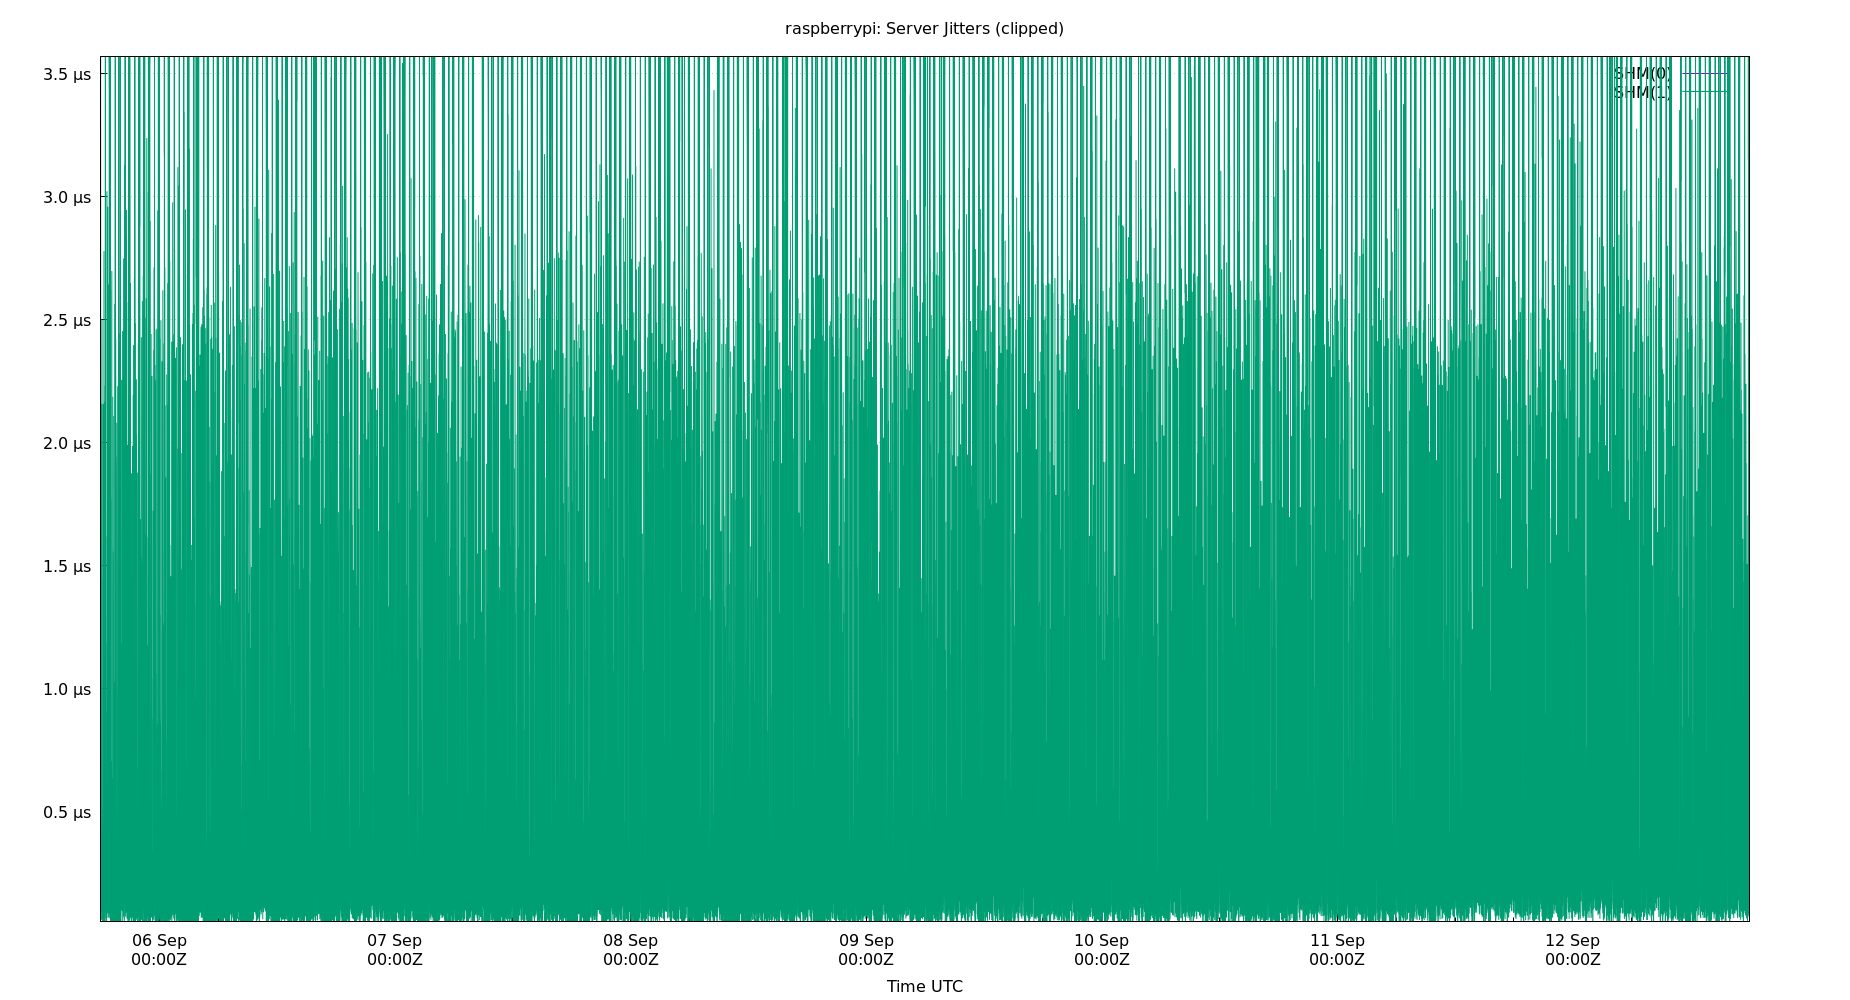 raspberrypi: Server Jitters (clipped)
3.5 µs
SHM(0)
SHM(1)
3.0 µs
2.5 µs
2.0 µs
1.5 µs
1.0 µs
0.5 µs
06 Sep 07 Sep 08 Sep 09 Sep 10 Sep 11 Sep 12 Sep
00:00Z 00:00Z 00:00Z 00:00Z 00:00Z 00:00Z 00:00Z
Time UTC